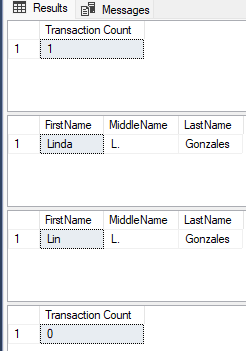 Results Messages
Transaction Count
1 1
FirstName MiddleName LastName
1 Linda L. Gonzales
FirstName MiddleName LastName
1 Lin L. Gonzales
Transaction Count
1 0